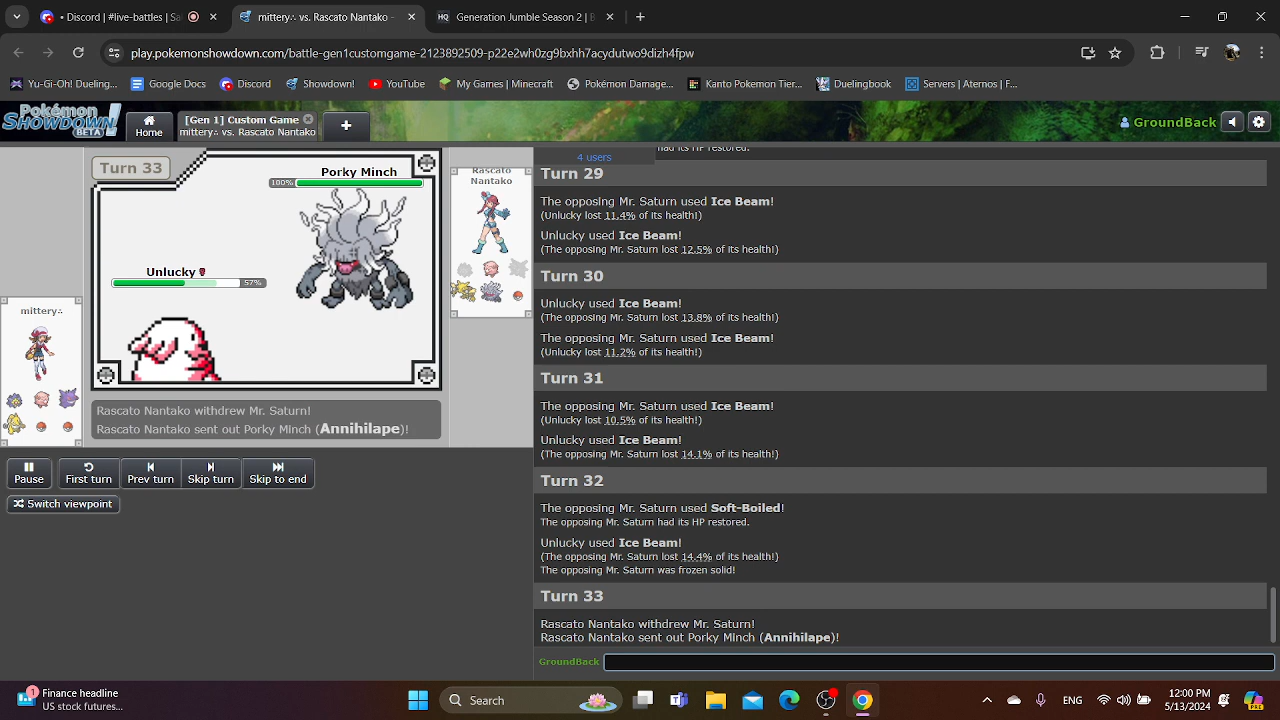 • Discord | #live-battles | Sa
mittery∴ vs. Rascato Nantako -
HQ Generation Jumble Season 2 | B
play.pokemonshowdown.com/battle-gen1customgame-2123892509-p22e2wh0zg9bxhh7acydutwo9dizh4fpw
Yu-Gi-Oh! Dueling...
Google Docs
Discord
Showdown!
YouTube
My Games | Minecraft
Pokémon Damage...
Kanto Pokemon Tier...
Duelingbook
Servers | Aternos | F...
Pokémon
Showdown!
BETA
Home
[Gen 1] Custom Game
mittery∴ vs. Rascato Nantako
GroundBack
4 users
Turn 33
Porky Minch
100%
Unlucky
57%
mittery∴
Rascato
Nantako
Rascato Nantako withdrew Mr. Saturn!
Rascato Nantako sent out Porky Minch (Annihilape)!
Pause
First turn
Prev turn
Skip turn
Skip to end
Switch viewpoint
had its HP restored.
Turn 29
The opposing Mr. Saturn used Ice Beam!
(Unlucky lost 11.4% of its health!)
Unlucky used Ice Beam!
(The opposing Mr. Saturn lost 12.5% of its health!)
Turn 30
Unlucky used Ice Beam!
(The opposing Mr. Saturn lost 13.8% of its health!)
The opposing Mr. Saturn used Ice Beam!
(Unlucky lost 11.2% of its health!)
Turn 31
The opposing Mr. Saturn used Ice Beam!
(Unlucky lost 10.5% of its health!)
Unlucky used Ice Beam!
(The opposing Mr. Saturn lost 14.1% of its health!)
Turn 32
The opposing Mr. Saturn used Soft-Boiled!
The opposing Mr. Saturn had its HP restored.
Unlucky used Ice Beam!
(The opposing Mr. Saturn lost 14.4% of its health!)
The opposing Mr. Saturn was frozen solid!
Turn 33
Rascato Nantako withdrew Mr. Saturn!
Rascato Nantako sent out Porky Minch (Annihilape)!
GroundBack
1
Finance headline
US stock futures...
Search
ENG
12:00 PM
5/13/2024
PRE